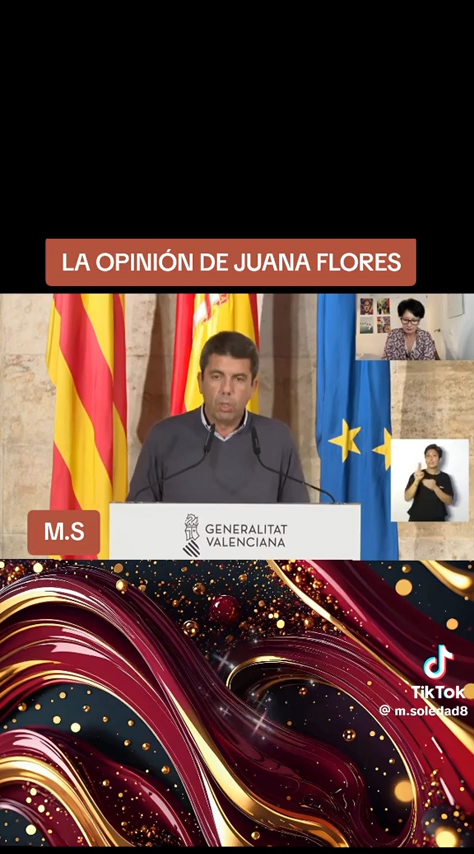 LA OPINIÓN DE JUANA FLORES
M.S
GENERALITAT
VALENCIANA
TikTok
@ m.soledad8